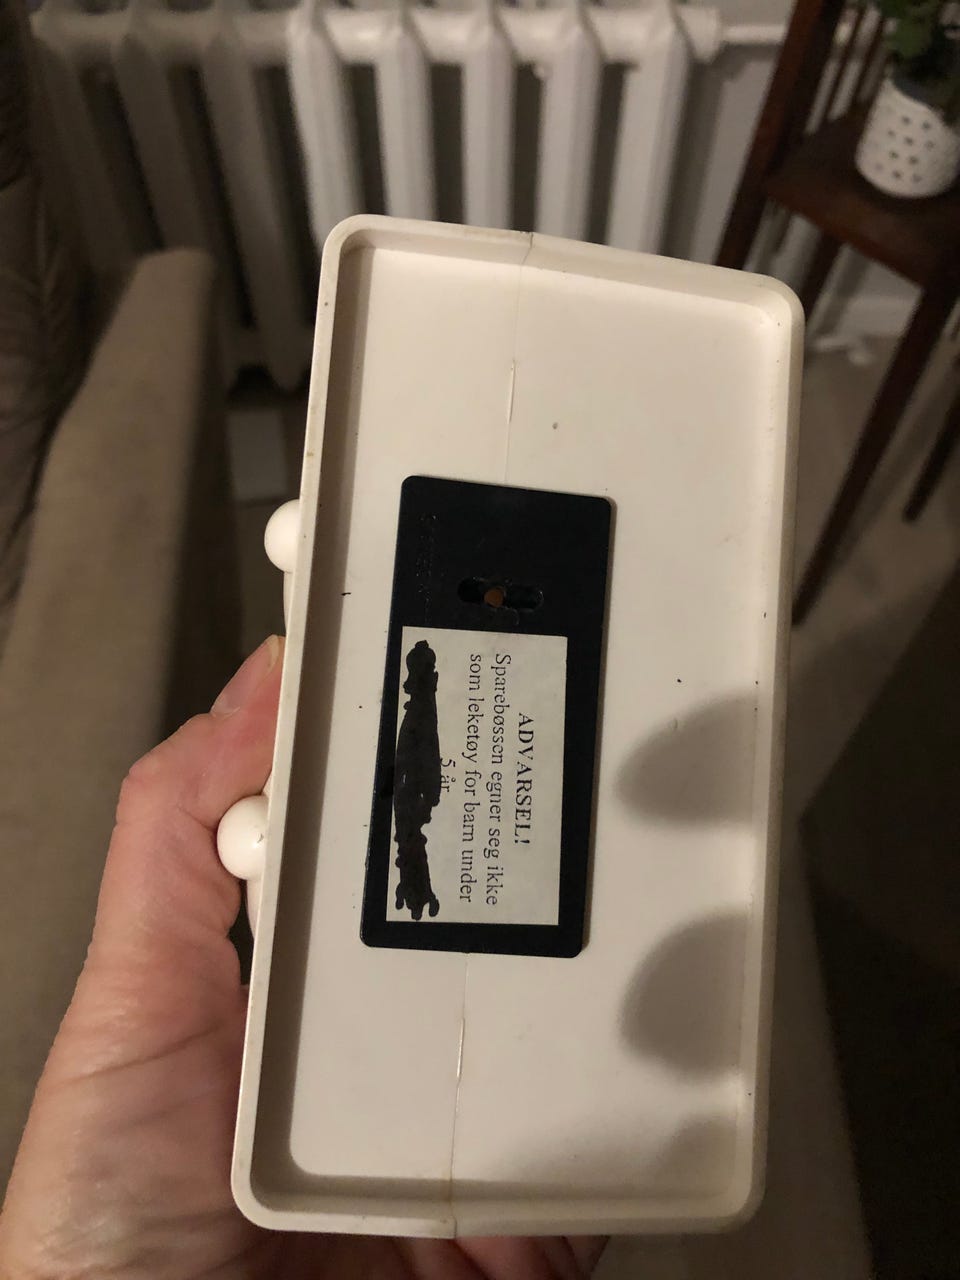 ADVARSEL!
Sparebøssen egner seg ikke
som leketøy for barn under
5 år